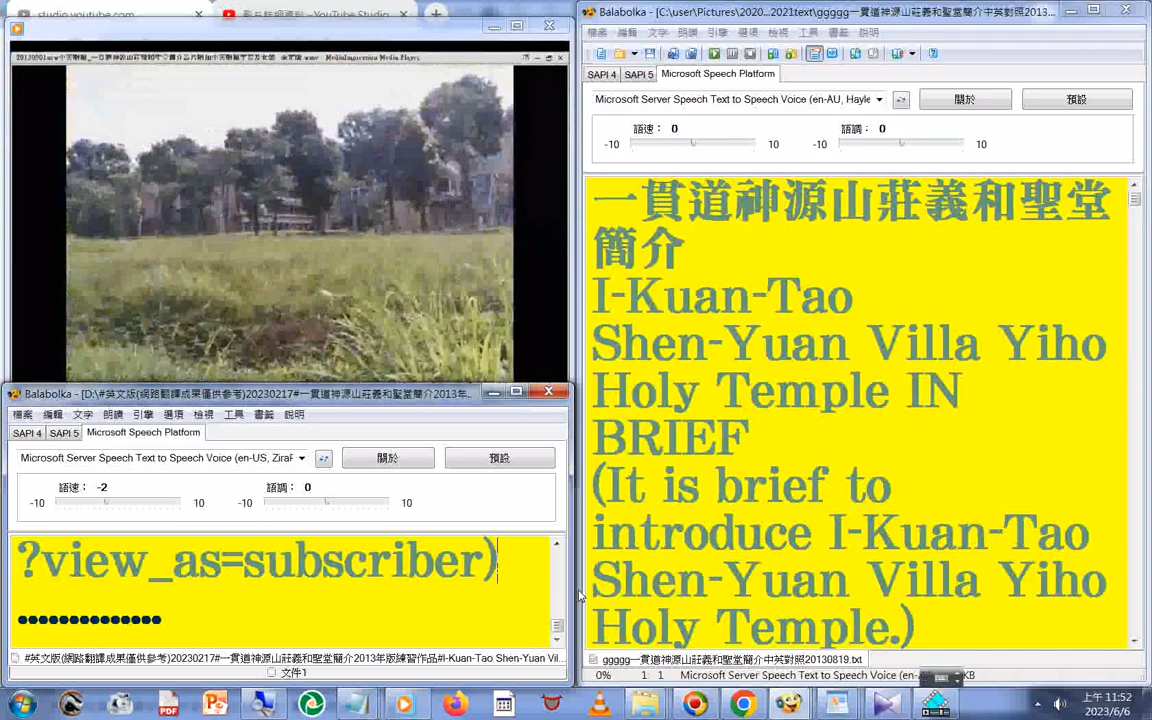 studio.youtube.com
影片詳細資料 - YouTube Studio
MediaImpression Media Player
Balabolka - [C:\user\Pictures\2020...2021text\ggggg一貫道神源山莊義和聖堂簡介中英對照2013...
檔案 編輯 文字 朗讀 引擎 選項 檢視 工具 書籤 說明
SAPI 4 SAPI 5 Microsoft Speech Platform
Microsoft Server Speech Text to Speech Voice (en-AU, Hayle
關於
預設
語速： 0
語調： 0
-10 10 -10 10
一貫道神源山莊義和聖堂
簡介
I-Kuan-Tao
Shen-Yuan Villa Yiho
Holy Temple IN
BRIEF
(It is brief to
introduce I-Kuan-Tao
Shen-Yuan Villa Yiho
Holy Temple.)
ggggg一貫道神源山莊義和聖堂簡介中英對照20130819.txt
0% 1: 1 Microsoft Server Speech Text to Speech Voice (en-
KB
Balabolka - [D:\#英文版(網路翻譯成果僅供參考)20230217#一貫道神源山莊義和聖堂簡介2013年...
檔案 編輯 文字 朗讀 引擎 選項 檢視 工具 書籤 說明
SAPI 4 SAPI 5 Microsoft Speech Platform
Microsoft Server Speech Text to Speech Voice (en-US, ZiraP
關於
預設
語速： -2
語調： 0
-10 10 -10 10
?view_as=subscriber)
••••••••••••••
#英文版(網路翻譯成果僅供參考)20230217#一貫道神源山莊義和聖堂簡介2013年版練習作品#I-Kuan-Tao Shen-Yuan Vil...
文件1
PDF
上午 11:52
2023/6/6